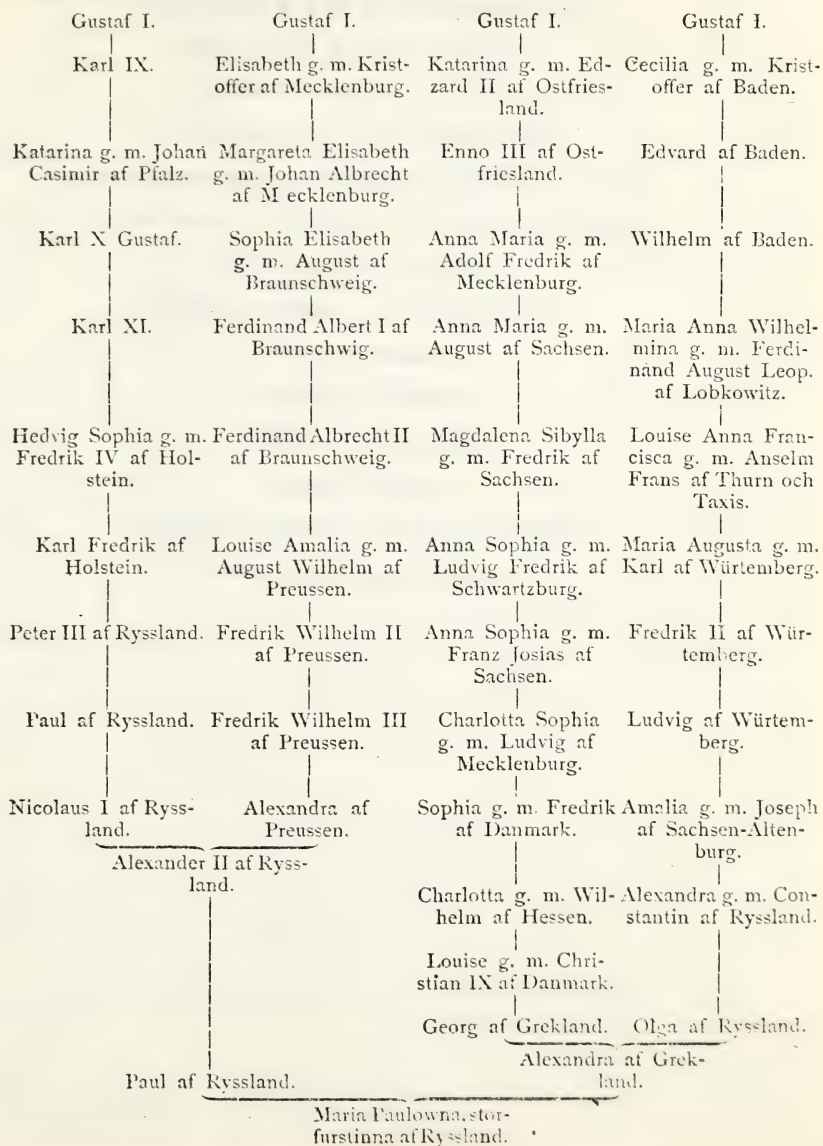 Gustaf I.
Karl IX.
Katarina g. m. Johan
Casimir af Pfalz.
Karl X Gustaf.
Karl XI.
Hedvig Sophia g. m.
Fredrik IV af Hol-
stein.
Karl Fredrik af
Holstein.
Peter III af Ryssland.
Paul af Ryssland.
Nicolaus I af Ryss-
land.
Gustaf I.
Elisabeth g. m. Krist-
offer af Mecklenburg.
Margareta Elisabeth
g. m. Johan Albrecht
af M ecklenburg.
Sophia Elisabeth
g. m. August af
Braunschweig.
Ferdinand Albert I af
Braunschwig.
Ferdinand Albrecht II
af Braunschweig.
Louise Amalia g. m.
August Wilhelm af
Preussen.
Fredrik Wilhelm II
af Preussen.
Fredrik Wilhelm III
af Preussen.
Alexandra af
Preussen.
Alexander II af Ryss-
land.
Paul af Ryssland.
Gustaf I.
Katarina g. m. Ed-
zard II af Ostfries-
land.
Enno III af Ost-
friesland.
Anna Maria g. m.
Adolf Fredrik af
Mecklenburg.
Anna Maria g. m.
August af Sachsen.
Magdalena Sibylla
g. m. Fredrik af
Sachsen.
Anna Sophia g. m.
Ludvig Fredrik af
Schwartzburg.
Anna Sophia g. m.
Franz Josias af
Sachsen.
Charlotta Sophia
g. m. Ludvig af
Mecklenburg.
Sophia g. m. Fredrik
af Danmark.
Charlotta g. m. Wil-
helm af Hessen.
Louise g. m. Chri-
stian IX af Danmark.
Georg af Grekland.
Gustaf I.
Cecilia g. m. Krist-
offer af Baden.
Edvard af Baden.
Wilhelm af Baden.
Maria Anna Wilhel-
mina g. m. Ferdi-
nand August Leop.
af Lobkowitz.
Louise Anna Fran-
cisca g. m. Anselm
Frans af Thurn och
Taxis.
Maria Augusta g. m.
Karl af Würtemberg.
Fredrik II af Wür-
temberg.
Ludvig af Würtem-
berg.
Amalia g. m. Joseph
af Sachsen-Alten-
burg.
Alexandra g. m. Con-
stantin af Ryssland.
Olga af Ryssland.
Alexandra af Grek-
land.
Maria Paulowna, stor-
furstinna af Ryssland.